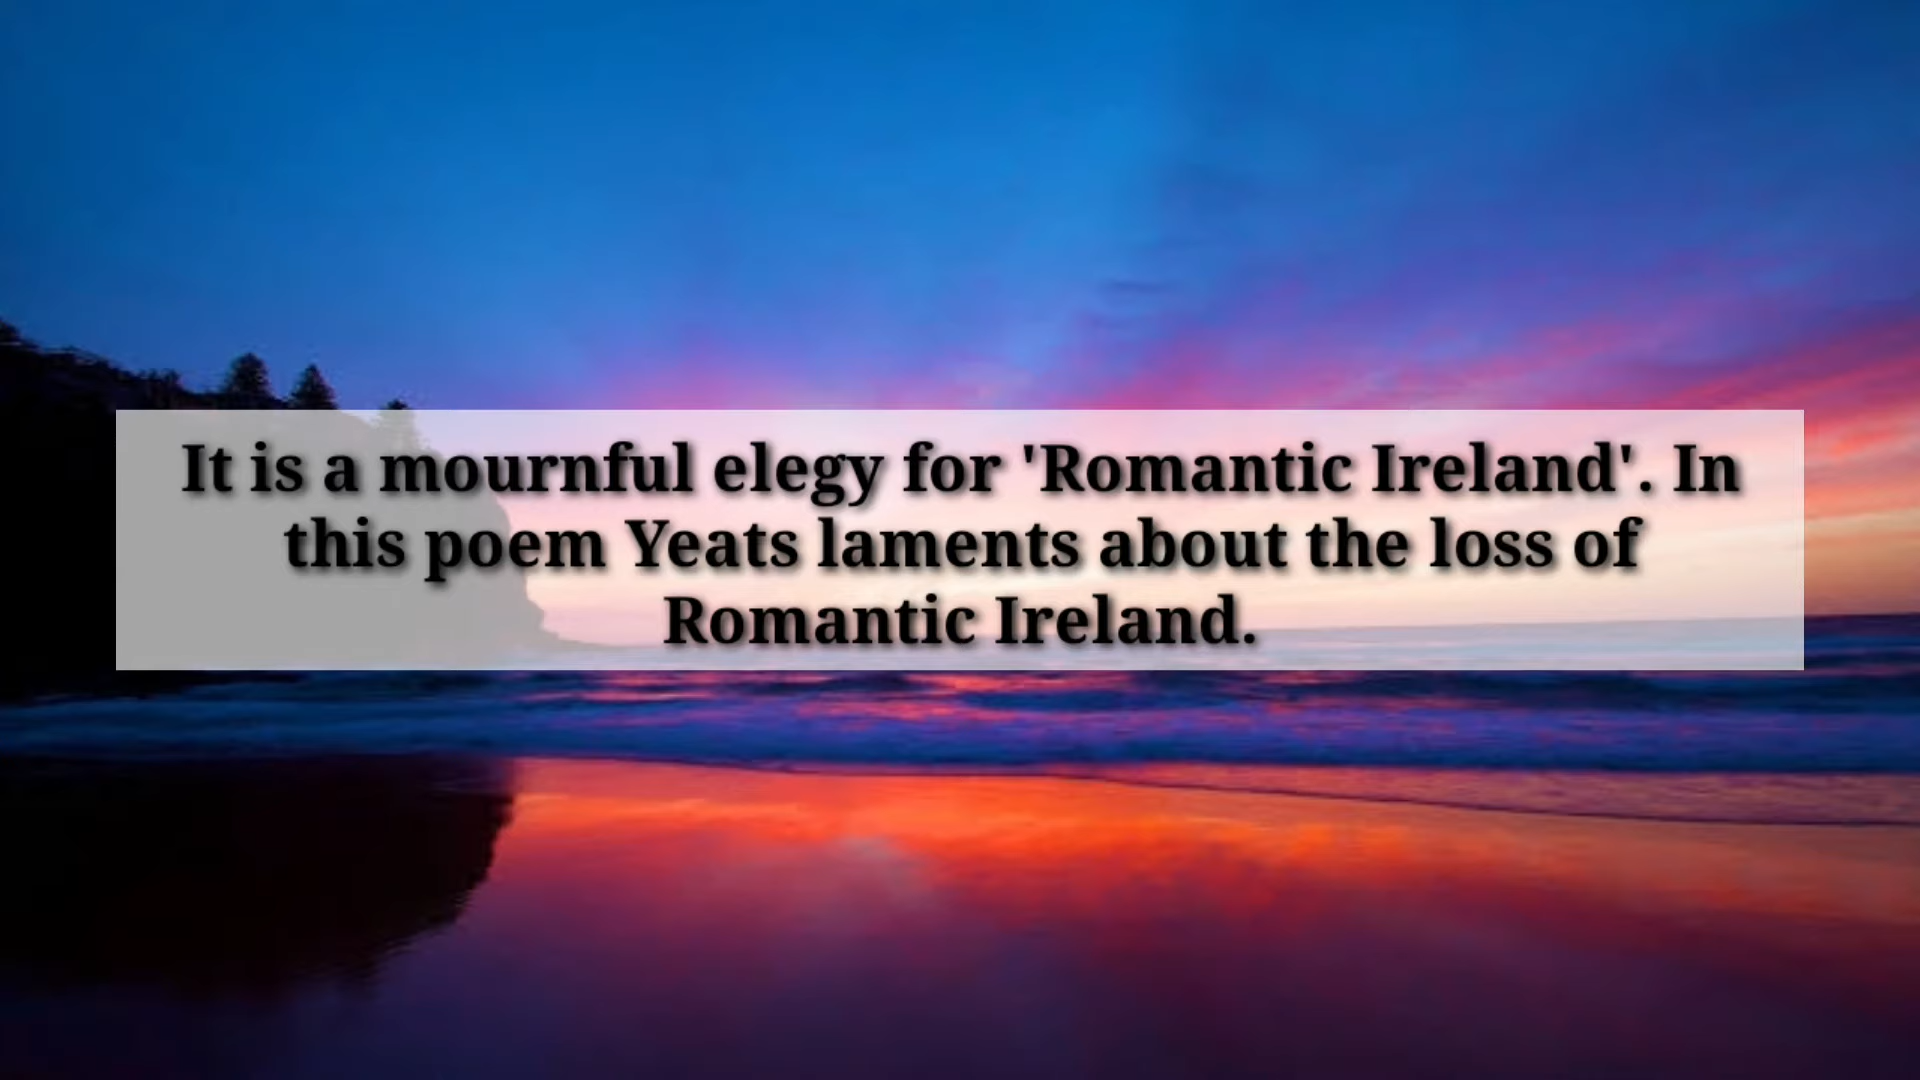 It is a mournful elegy for 'Romantic Ireland'. In
this poem Yeats laments about the loss of
Romantic Ireland.